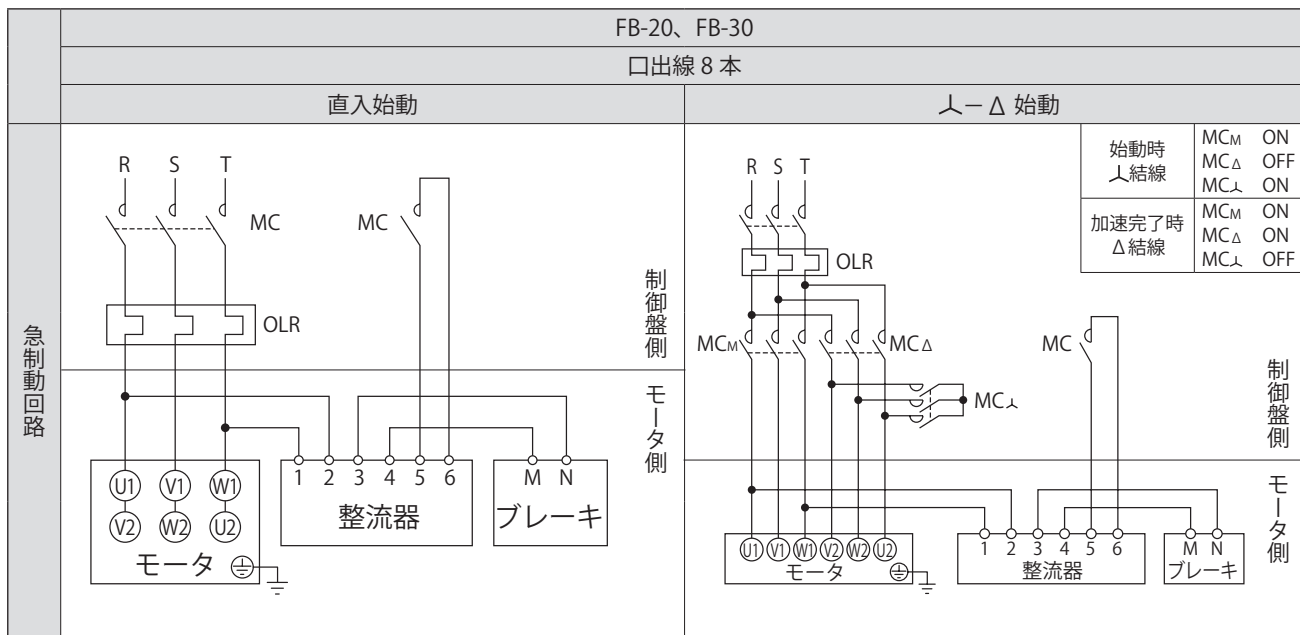 FB-20、FB-30
口出線 8 本
直入始動
人− Δ 始動
急制動回路
R S T
MC
MC
OLR
制御盤側
モータ側
1 2 3 4 5 6
M N
U1 V1 W1
V2 W2 U2
モータ
整流器
ブレーキ
始動時
人結線
MCM ON
MCΔ OFF
MC人 ON
加速完了時
Δ結線
MCM ON
MCΔ ON
MC人 OFF
R S T
OLR
MCM
MCΔ
MC
MC人
制御盤側
モータ側
U1 V1 W1 V2 W2 U2
モータ
1 2 3 4 5 6
整流器
M N
ブレーキ